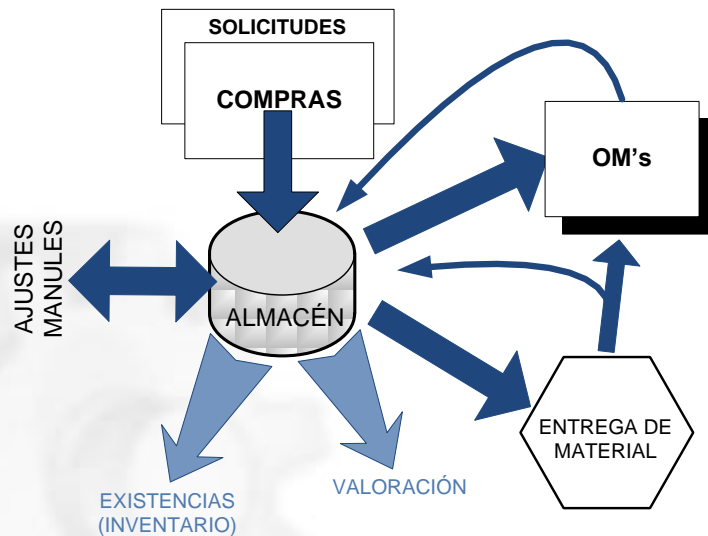 SOLICITUDES
COMPRAS
OM's
AJUSTES
MANULES
ALMACÉN
ENTREGA DE
MATERIAL
VALORACIÓN
EXISTENCIAS
(INVENTARIO)